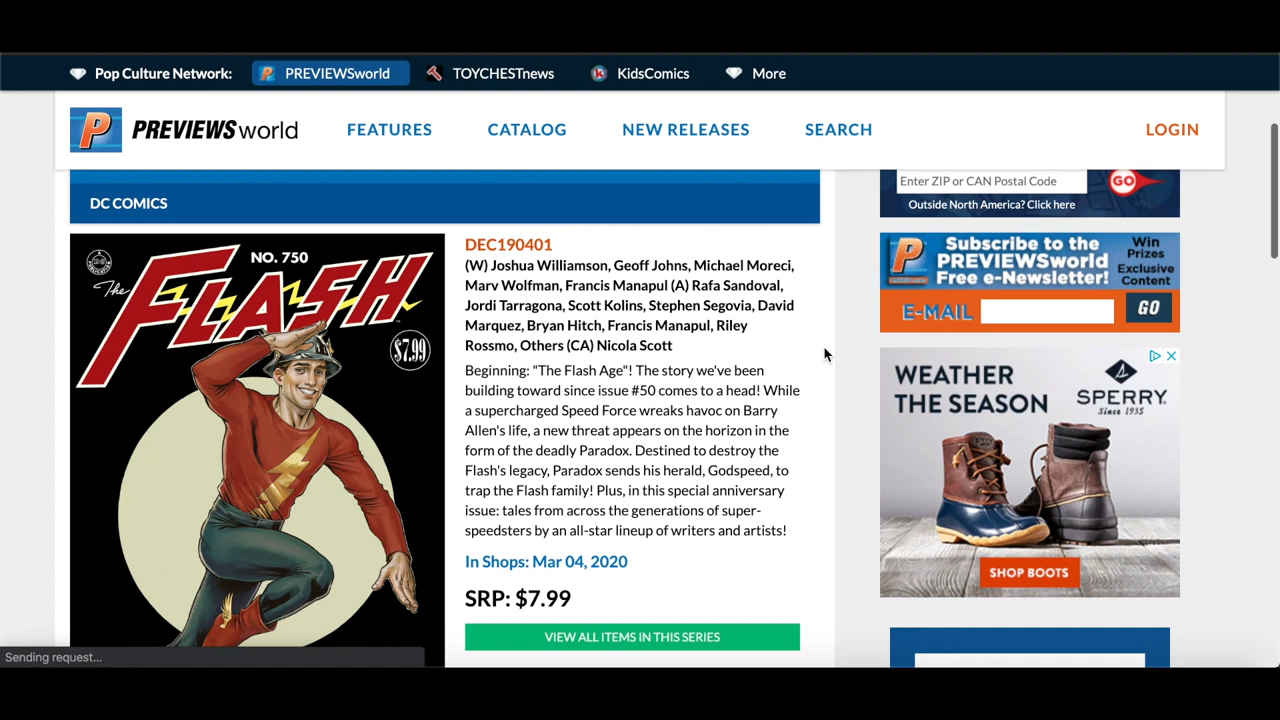 Pop Culture Network: PREVIEWSworld TOYCHESTnews KidsComics More
P PREVIEWSworld FEATURES CATALOG NEW RELEASES SEARCH LOGIN
DC COMICS
The FLASH
NO. 750
$7.99
DEC190401
(W) Joshua Williamson, Geoff Johns, Michael Moreci,
Marv Wolfman, Francis Manapul (A) Rafa Sandoval,
Jordi Tarragona, Scott Kolins, Stephen Segovia, David
Marquez, Bryan Hitch, Francis Manapul, Riley
Rossmo, Others (CA) Nicola Scott
Beginning: "The Flash Age"! The story we've been
building toward since issue #50 comes to a head! While
a supercharged Speed Force wreaks havoc on Barry
Allen's life, a new threat appears on the horizon in the
form of the deadly Paradox. Destined to destroy the
Flash's legacy, Paradox sends his herald, Godspeed, to
trap the Flash family! Plus, in this special anniversary
issue: tales from across the generations of super-
speedsters by an all-star lineup of writers and artists!
In Shops: Mar 04, 2020
SRP: $7.99
VIEW ALL ITEMS IN THIS SERIES
Enter ZIP or CAN Postal Code GO
Outside North America? Click here
P Subscribe to the
PREVIEWSworld
Free e-Newsletter!
Win
Prizes
Exclusive
Content
E-MAIL GO
WEATHER
THE SEASON
SPERRY
Since 1935
SHOP BOOTS
Sending request...